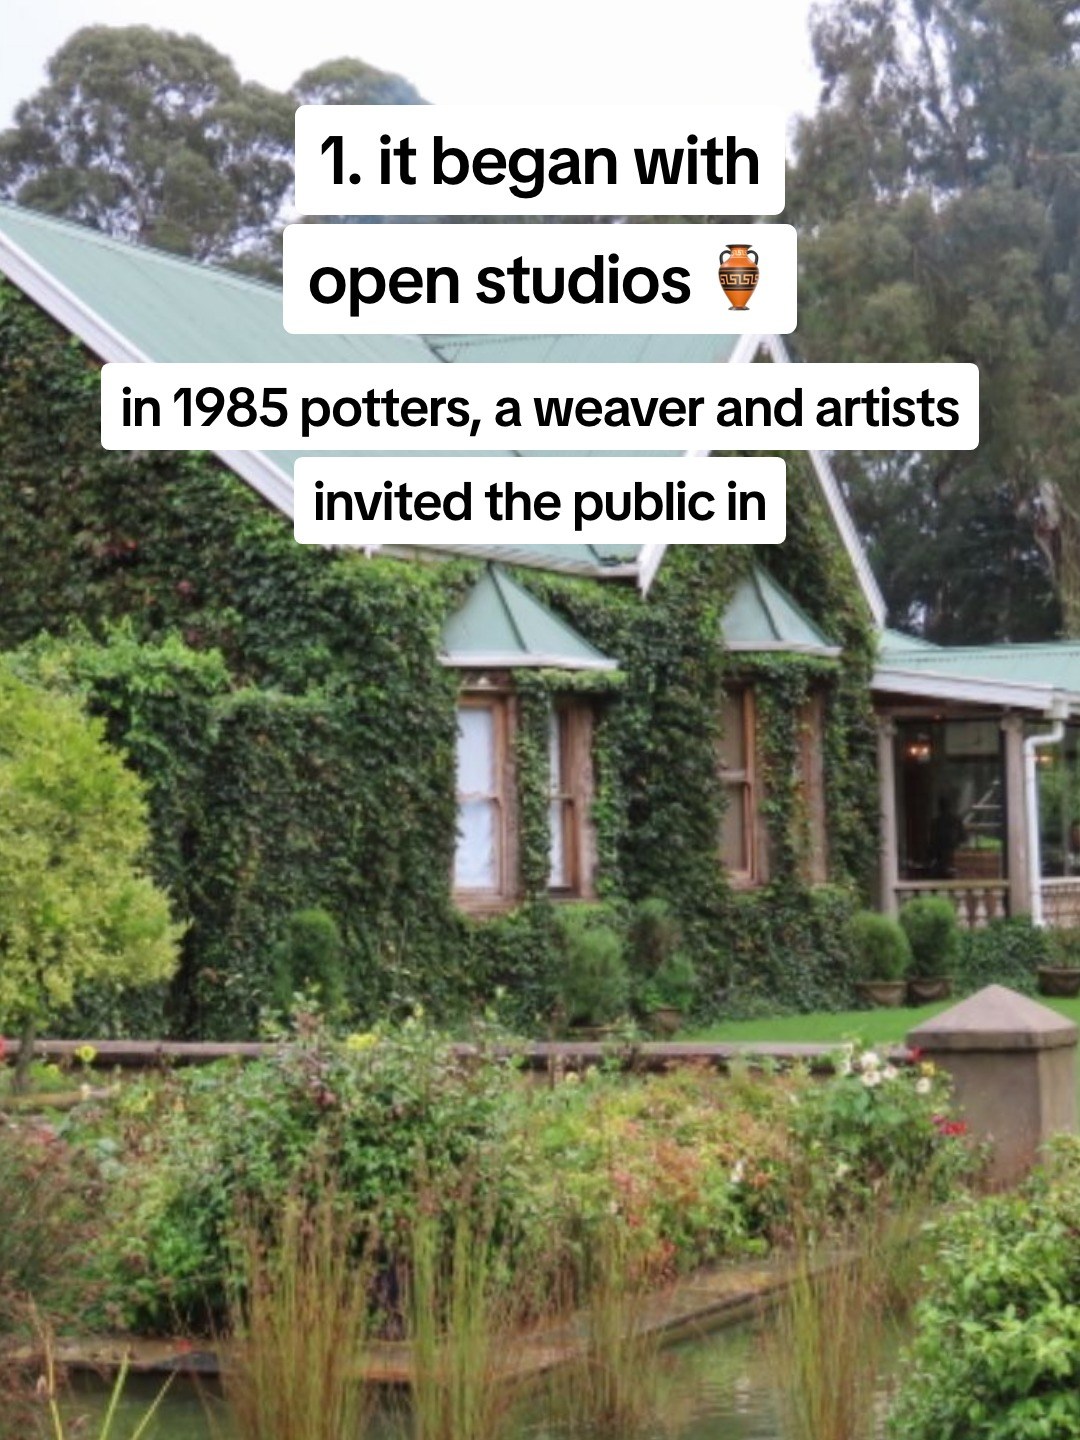 1. it began with
open studios 🏺
in 1985 potters, a weaver and artists
invited the public in